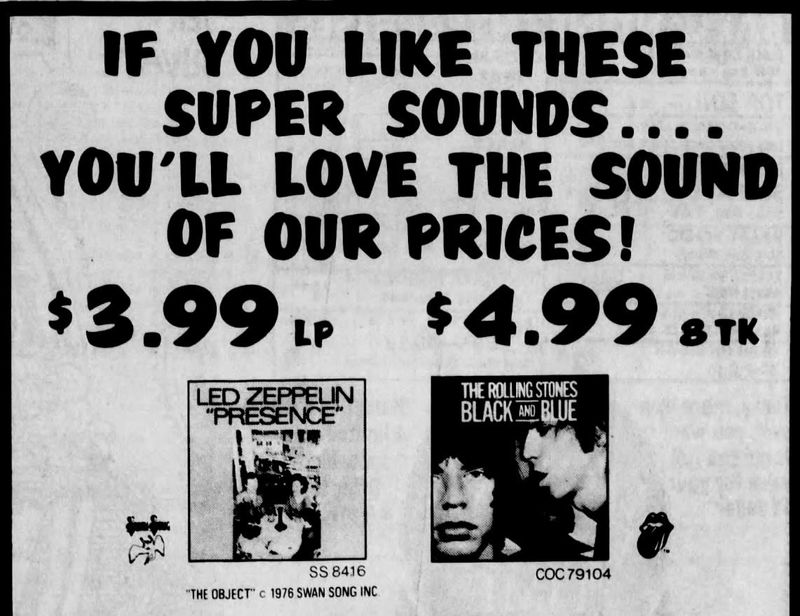 IF YOU LIKE THESE
SUPER SOUNDS....
YOU'LL LOVE THE SOUND
OF OUR PRICES!
$3.99 LP $4.99 8 TK
LED ZEPPELIN
"PRESENCE"
THE ROLLING STONES
BLACK AND BLUE
SS 8416
COC 79104
"THE OBJECT" c 1976 SWAN SONG INC.